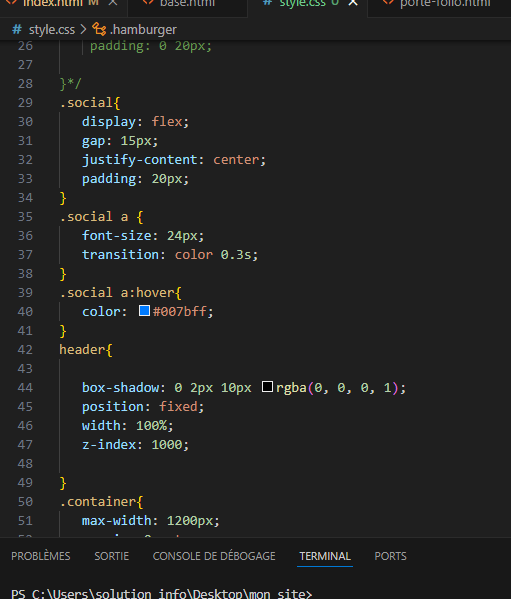 index.html M base.html style.css U porte-folio.html
# style.css > .hamburger
26 padding: 0 20px;
27
28 }*/
29 .social{
30 display: flex;
31 gap: 15px;
32 justify-content: center;
33 padding: 20px;
34 }
35 .social a {
36 font-size: 24px;
37 transition: color 0.3s;
38 }
39 .social a:hover{
40 color: #007bff;
41 }
42 header{
43
44 box-shadow: 0 2px 10px rgba(0, 0, 0, 1);
45 position: fixed;
46 width: 100%;
47 z-index: 1000;
48
49 }
50 .container{
51 max-width: 1200px;
PROBLÈMES SORTIE CONSOLE DE DÉBOGAGE TERMINAL PORTS
PS C:\Users\solution info\Desktop\mon site>